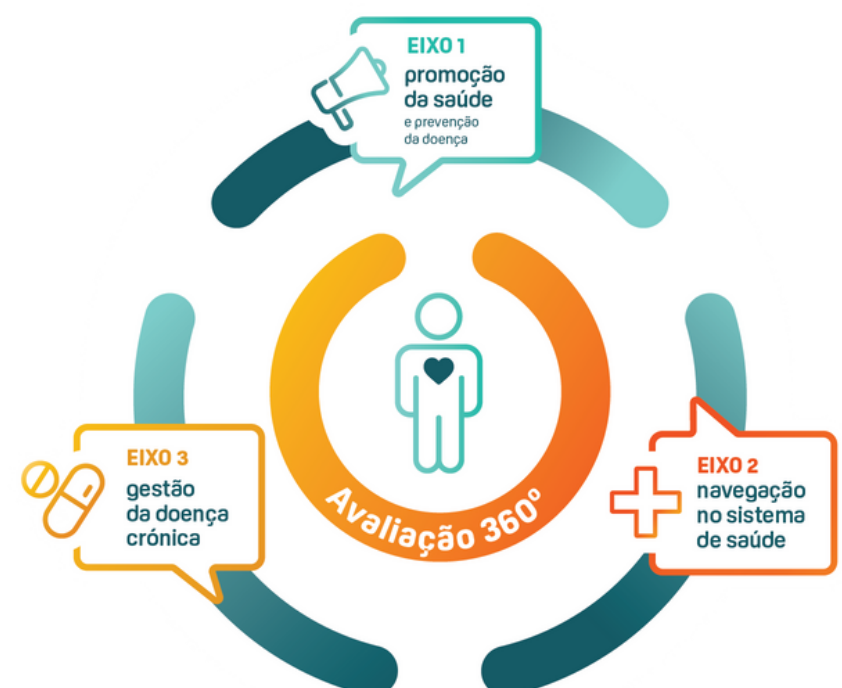 EIXO 1
promoção
da saúde
e prevenção
da doença
EIXO 3
gestão
da doença
crónica
Avaliação 360º
EIXO 2
navegação
no sistema
de saúde